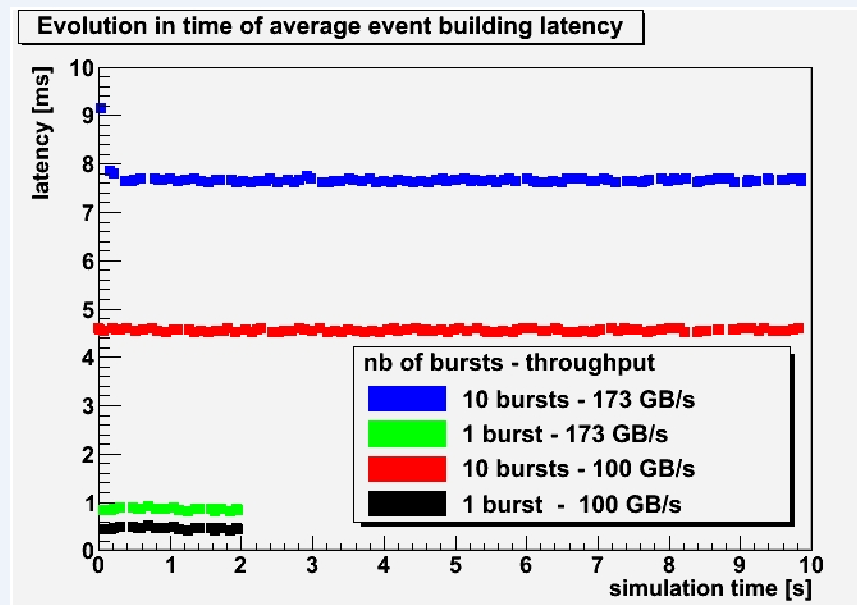 Evolution in time of average event building latency
latency [ms]
10
9
8
7
6
5
4
3
2
1
0
nb of bursts - throughput
10 bursts - 173 GB/s
1 burst - 173 GB/s
10 bursts - 100 GB/s
1 burst - 100 GB/s
0 1 2 3 4 5 6 7 8 9 10
simulation time [s]